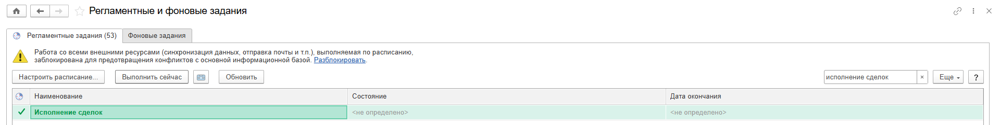 Регламентные и фоновые задания
Регламентные задания (53) Фоновые задания
Работа со всеми внешними ресурсами (синхронизация данных, отправка почты и т.п.), выполняемая по расписанию,
заблокирована для предотвращения конфликтов с основной информационной базой. Разблокировать.
Настроить расписание... Выполнить сейчас Обновить исполнение сделок × Еще ?
Наименование Состояние Дата окончания
Исполнение сделок <не определено> <не определено>